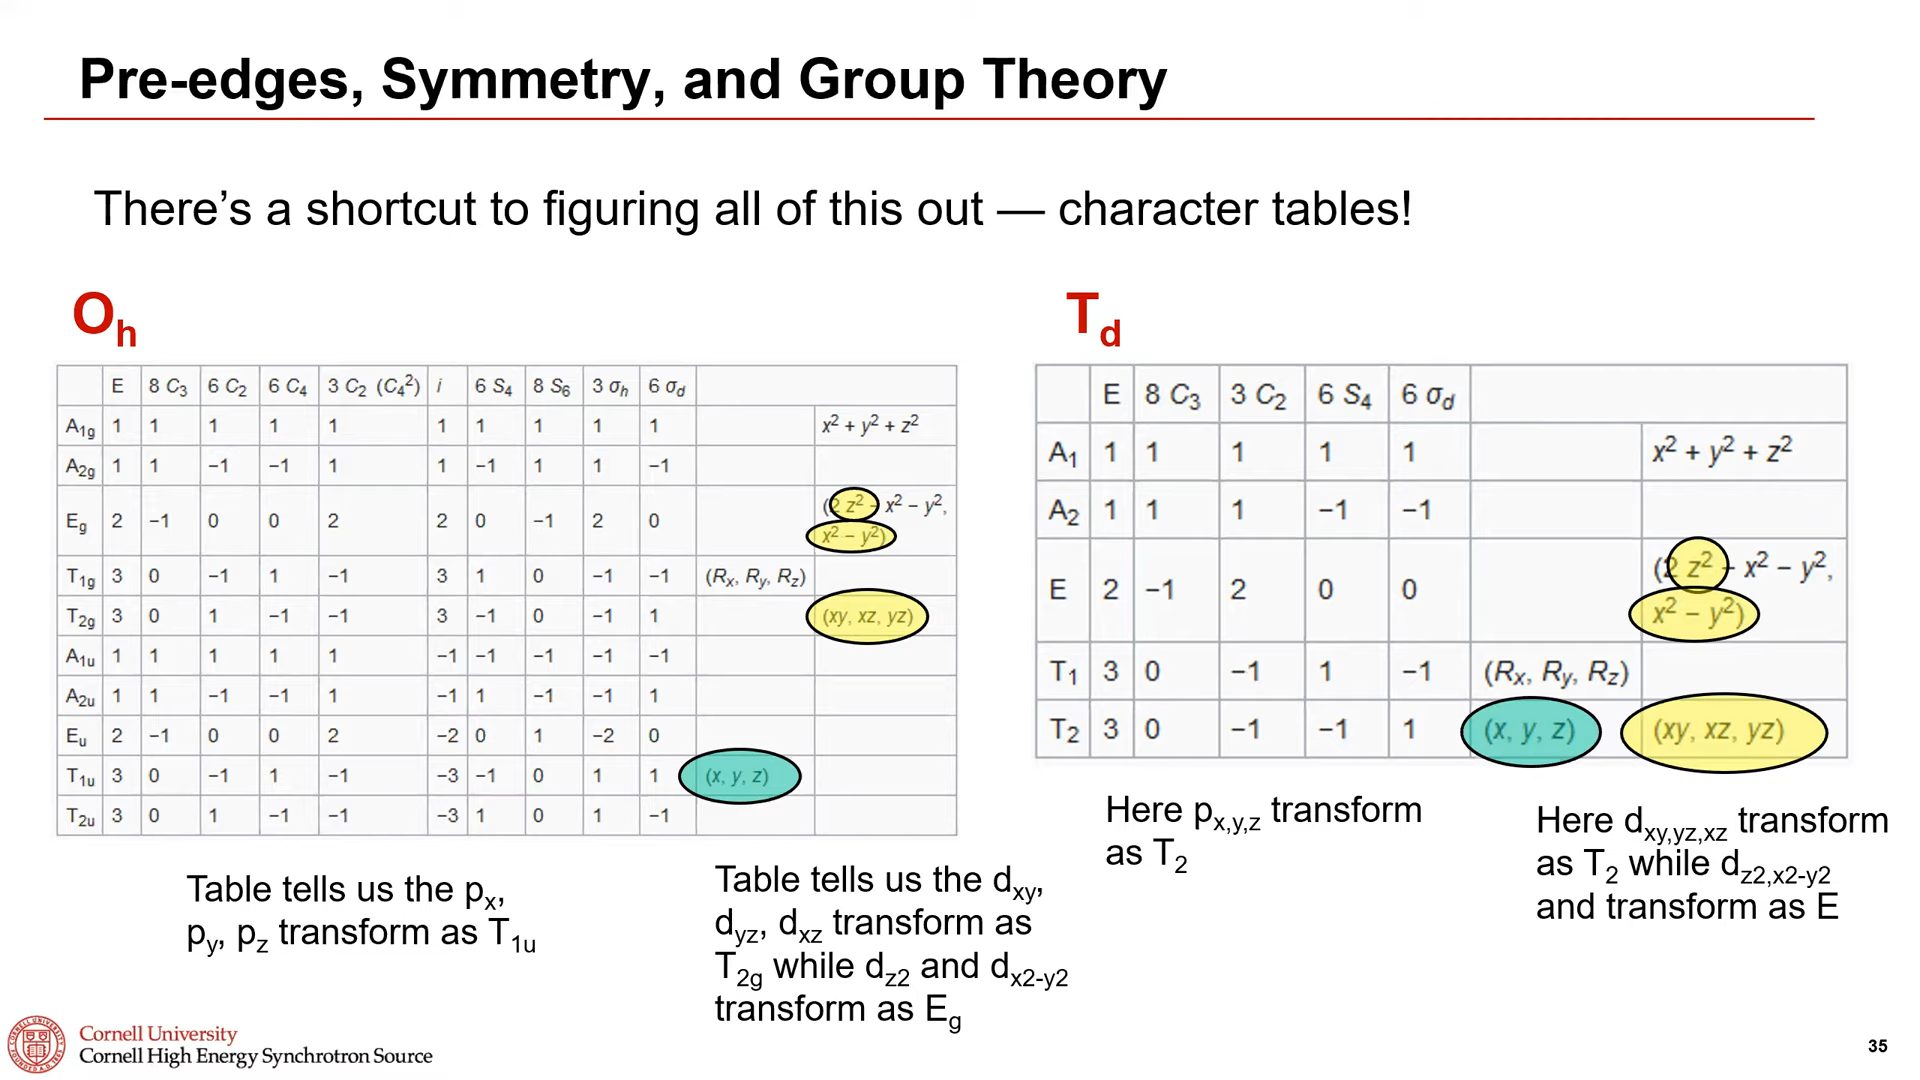 Pre-edges, Symmetry, and Group Theory
There’s a shortcut to figuring all of this out — character tables!
Oh
E 8 C3 6 C2 6 C4 3 C2 (C4²) i 6 S4 8 S6 3 σh 6 σd
A1g 1 1 1 1 1 1 1 1 1 1 x² + y² + z²
A2g 1 1 −1 −1 1 1 −1 1 1 −1
Eg 2 −1 0 0 2 2 0 −1 2 0 (2 z² − x² − y²,
x² − y²)
T1g 3 0 −1 1 −1 3 1 0 −1 −1 (Rx, Ry, Rz)
T2g 3 0 1 −1 −1 3 −1 0 −1 1 (xy, xz, yz)
A1u 1 1 1 1 1 −1 −1 −1 −1 −1
A2u 1 1 −1 −1 1 −1 1 −1 −1 1
Eu 2 −1 0 0 2 −2 0 1 −2 0
T1u 3 0 −1 1 −1 −3 −1 0 1 1 (x, y, z)
T2u 3 0 1 −1 −1 −3 1 0 1 −1
Table tells us the px,
py, pz transform as T1u
Table tells us the dxy,
dyz, dxz transform as
T2g while dz2 and dx2-y2
transform as Eg
Td
E 8 C3 3 C2 6 S4 6 σd
A1 1 1 1 1 1 x² + y² + z²
A2 1 1 1 −1 −1
E 2 −1 2 0 0 (2 z² − x² − y²,
x² − y²)
T1 3 0 −1 1 −1 (Rx, Ry, Rz)
T2 3 0 −1 −1 1 (x, y, z) (xy, xz, yz)
Here px,y,z transform
as T2
Here dxy,yz,xz transform
as T2 while dz2,x2-y2
and transform as E
Cornell University
Cornell High Energy Synchrotron Source
35